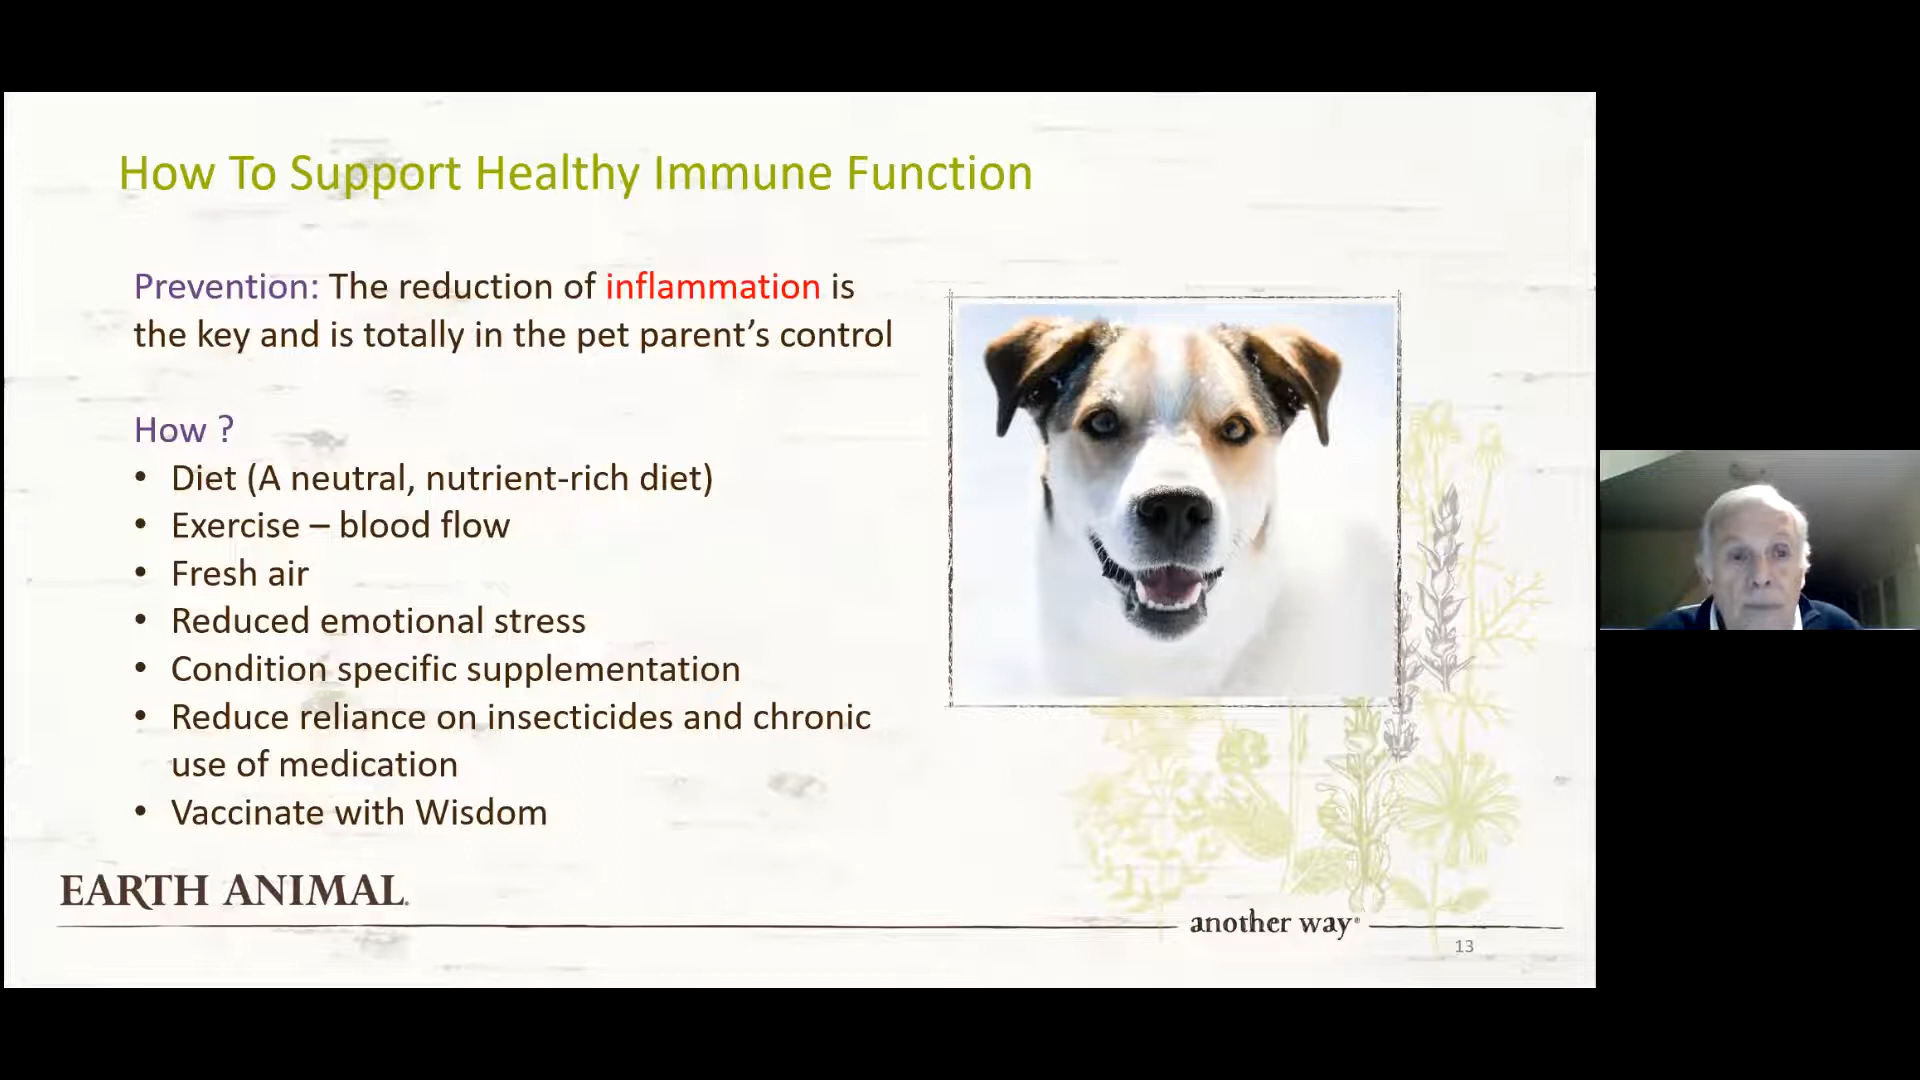 How To Support Healthy Immune Function
Prevention: The reduction of inflammation is
the key and is totally in the pet parent’s control
How ?
• Diet (A neutral, nutrient-rich diet)
• Exercise – blood flow
• Fresh air
• Reduced emotional stress
• Condition specific supplementation
• Reduce reliance on insecticides and chronic
use of medication
• Vaccinate with Wisdom
EARTH ANIMAL®
another way®
13